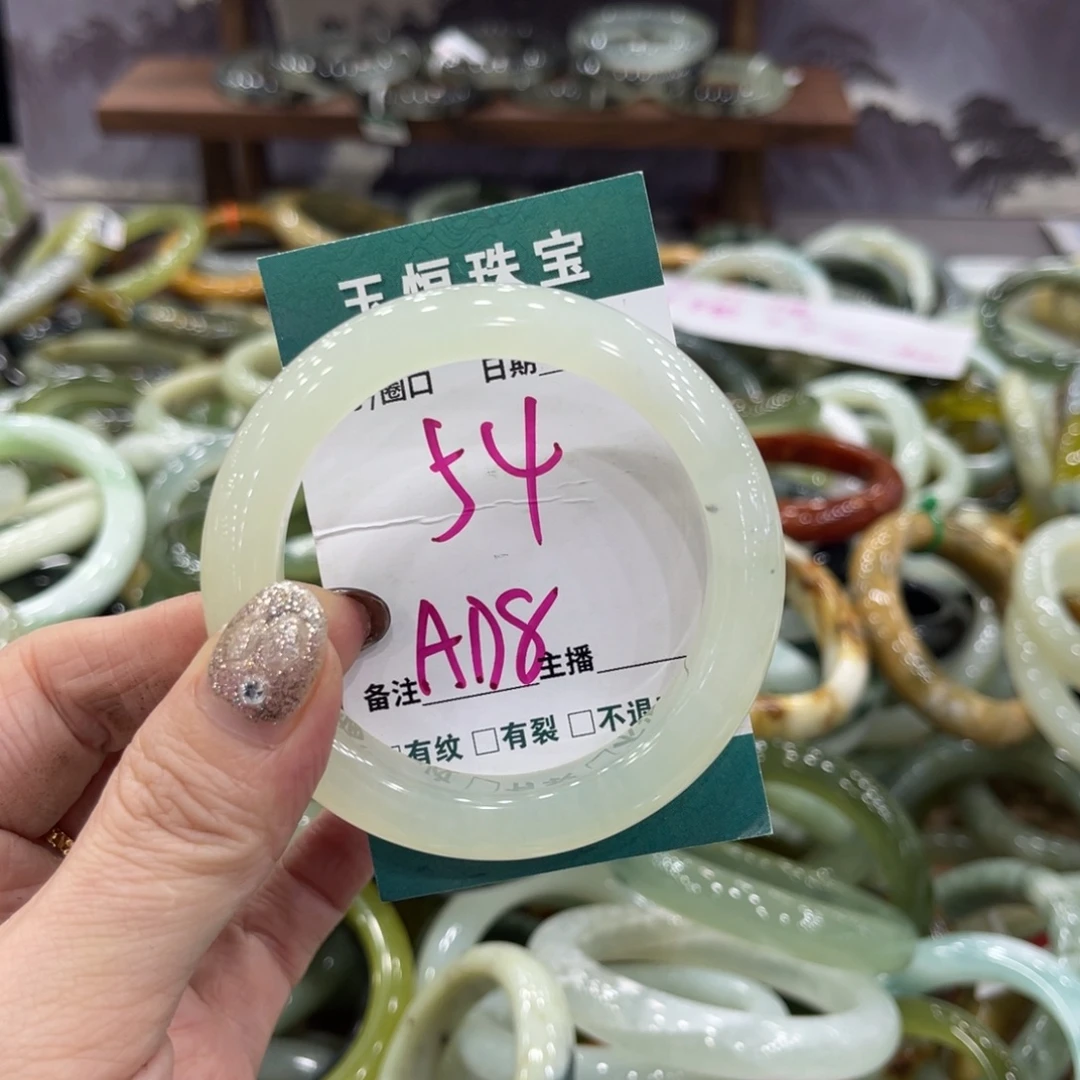 玉恒珠宝
圈口 日期
54
AD8
备注 主播
有纹 □有裂 □不退